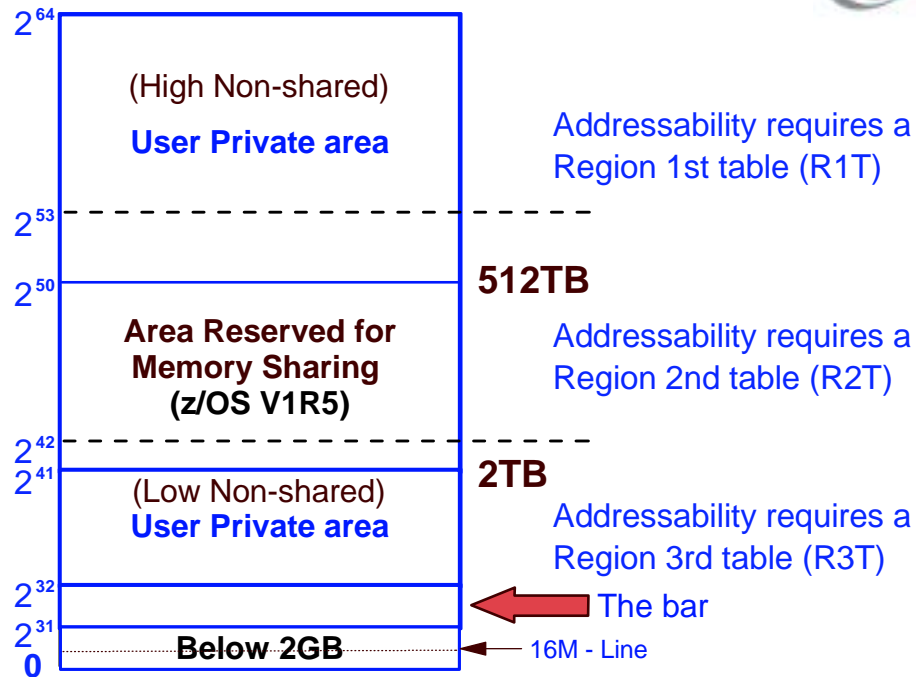 2^64
(High Non-shared)
User Private area
Addressability requires a
Region 1st table (R1T)
2^53
2^50
512TB
Area Reserved for
Memory Sharing
(z/OS V1R5)
Addressability requires a
Region 2nd table (R2T)
2^42
2^41
2TB
(Low Non-shared)
User Private area
Addressability requires a
Region 3rd table (R3T)
2^32
The bar
2^31
Below 2GB
16M - Line
0